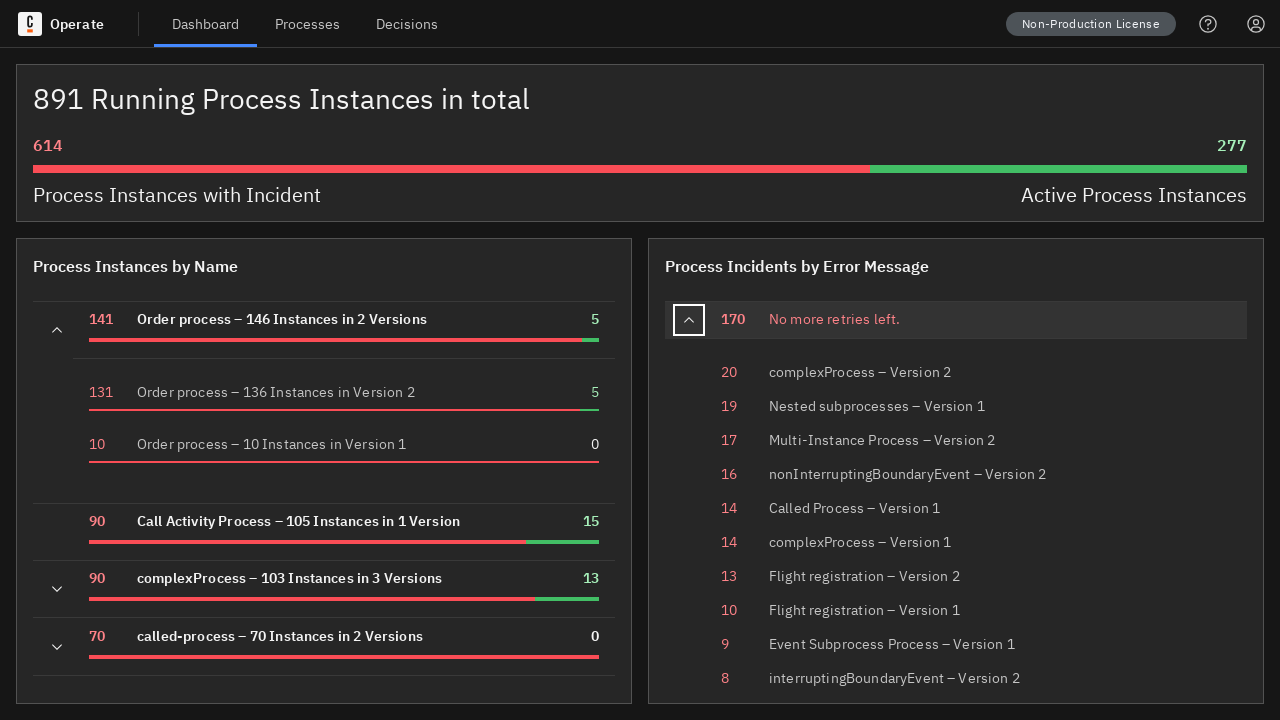 C Operate Dashboard Processes Decisions Non-Production License
891 Running Process Instances in total
614 277
Process Instances with Incident Active Process Instances
Process Instances by Name
141 Order process – 146 Instances in 2 Versions 5
131 Order process – 136 Instances in Version 2 5
10 Order process – 10 Instances in Version 1 0
90 Call Activity Process – 105 Instances in 1 Version 15
90 complexProcess – 103 Instances in 3 Versions 13
70 called-process – 70 Instances in 2 Versions 0
Process Incidents by Error Message
170 No more retries left.
20 complexProcess – Version 2
19 Nested subprocesses – Version 1
17 Multi-Instance Process – Version 2
16 nonInterruptingBoundaryEvent – Version 2
14 Called Process – Version 1
14 complexProcess – Version 1
13 Flight registration – Version 2
10 Flight registration – Version 1
9 Event Subprocess Process – Version 1
8 interruptingBoundaryEvent – Version 2